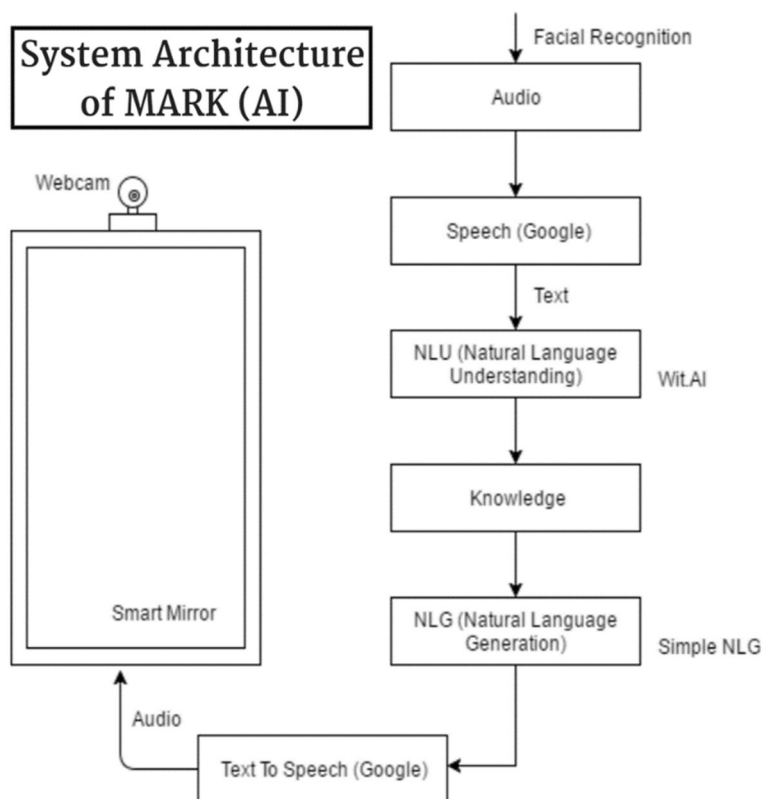 System Architecture
of MARK (AI)
Facial Recognition
Audio
Webcam
Speech (Google)
Text
NLU (Natural Language
Understanding)
Wit.AI
Knowledge
Smart Mirror
NLG (Natural Language
Generation)
Simple NLG
Audio
Text To Speech (Google)